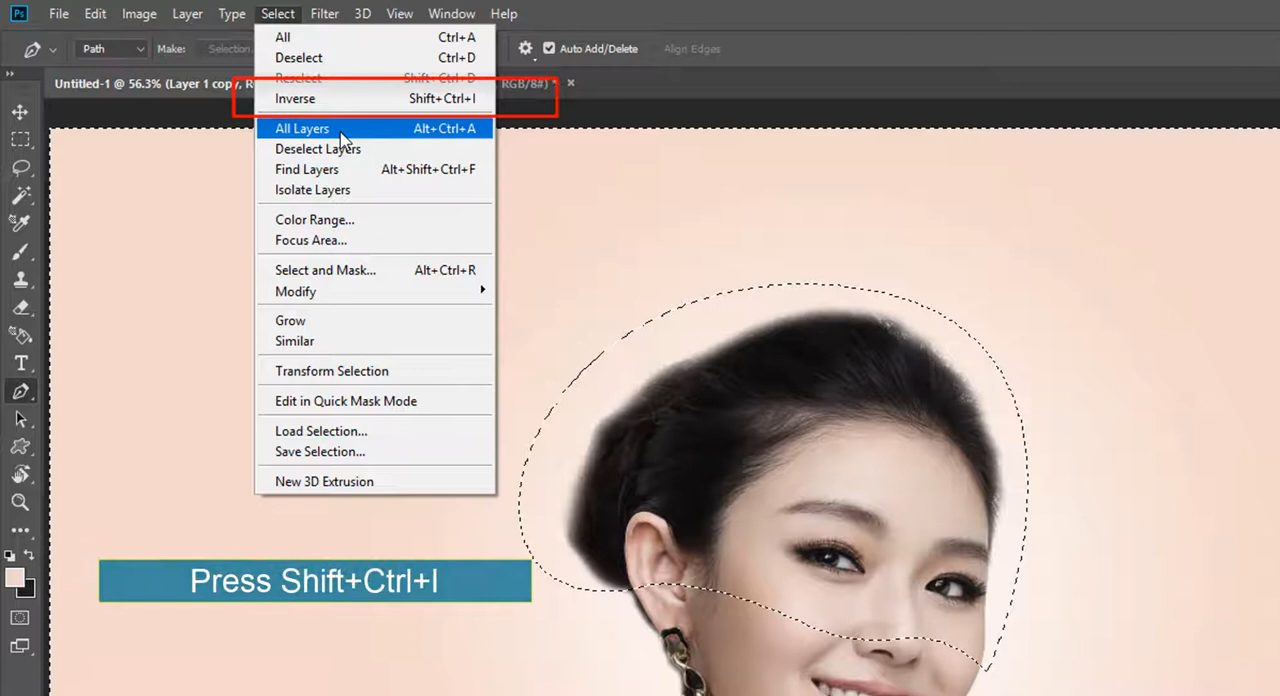 Ps File Edit Image Layer Type Select Filter 3D View Window Help
Path Make: Selection... Auto Add/Delete Align Edges
Untitled-1 @ 56.3% (Layer 1 copy, R RGB/8#) * ×
All Ctrl+A
Deselect Ctrl+D
Reselect Shift+Ctrl+D
Inverse Shift+Ctrl+I
All Layers Alt+Ctrl+A
Deselect Layers
Find Layers Alt+Shift+Ctrl+F
Isolate Layers
Color Range...
Focus Area...
Select and Mask... Alt+Ctrl+R
Modify
Grow
Similar
Transform Selection
Edit in Quick Mask Mode
Load Selection...
Save Selection...
New 3D Extrusion
Press Shift+Ctrl+I